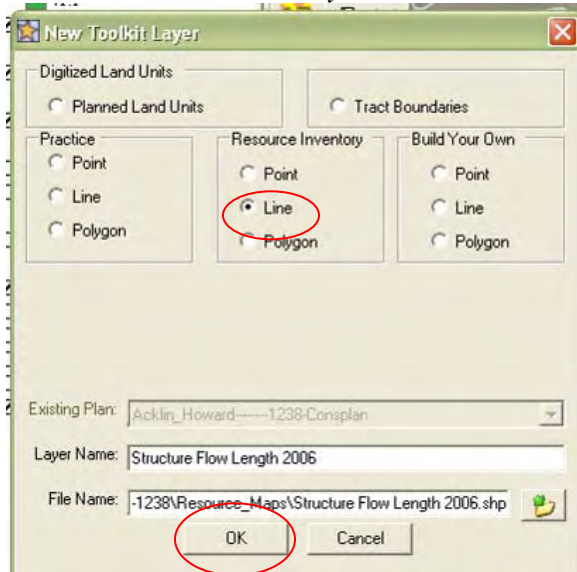 New Toolkit Layer
Digitized Land Units
Planned Land Units
Tract Boundaries
Practice
Resource Inventory
Build Your Own
Point
Point
Point
Line
Line
Line
Polygon
Polygon
Polygon
Existing Plan: Acklin_Howard-------1238-Consplan
Layer Name: Structure Flow Length 2006
File Name: -1238\Resource_Maps\Structure Flow Length 2006.shp
OK
Cancel